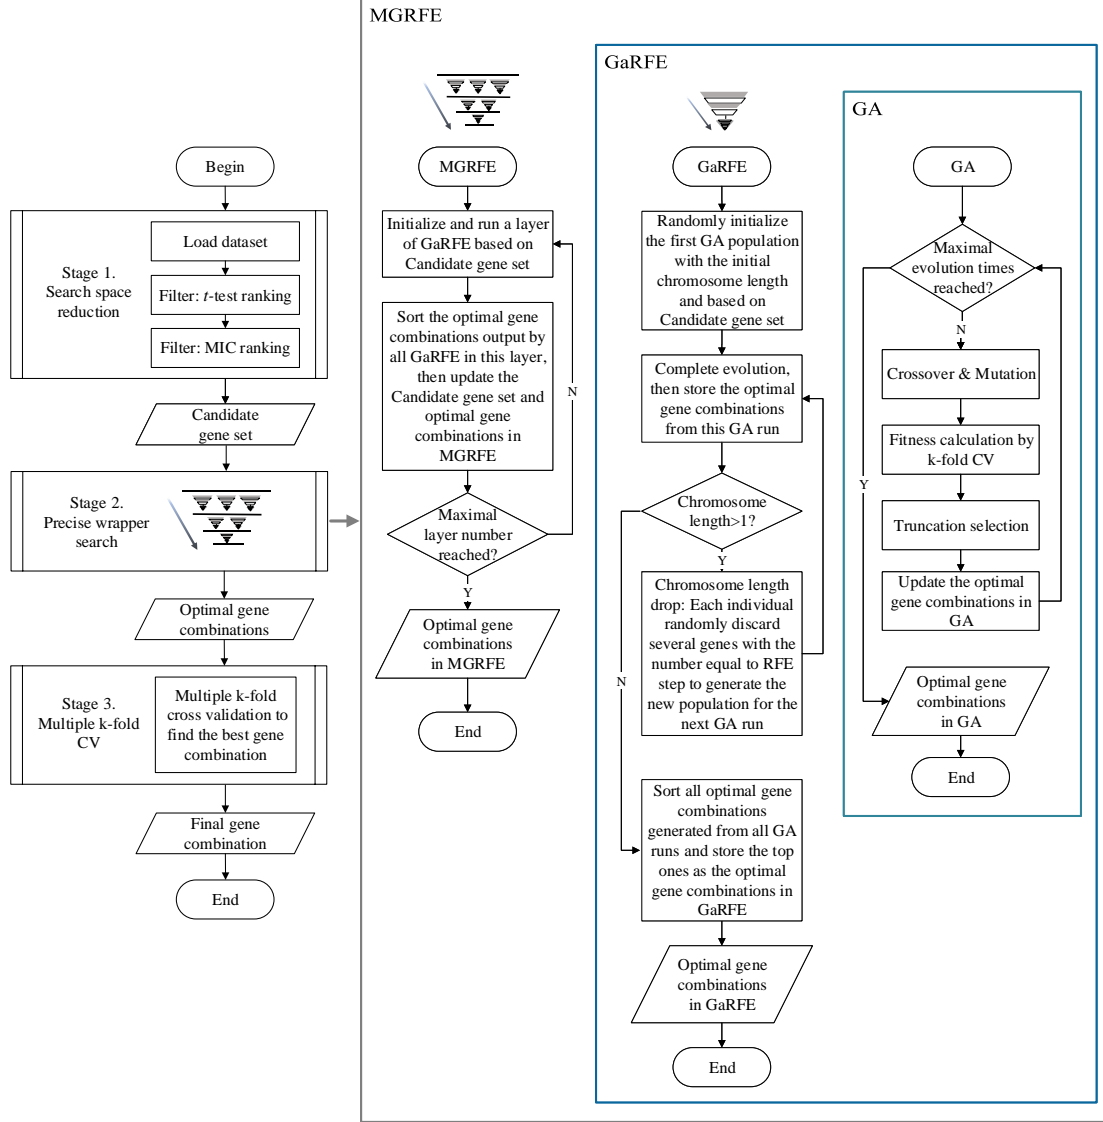 MGRFE
GaRFE
GA
Begin
Stage 1.
Search space
reduction
Load dataset
Filter: t-test ranking
Filter: MIC ranking
Candidate
gene set
Stage 2.
Precise wrapper
search
Optimal gene
combinations
Stage 3.
Multiple k-fold
CV
Multiple k-fold
cross validation to
find the best gene
combination
Final gene
combination
End
MGRFE
Initialize and run a layer
of GaRFE based on
Candidate gene set
Sort the optimal gene
combinations output by
all GaRFE in this layer,
then update the
Candidate gene set and
optimal gene
combinations in
MGRFE
N
Maximal
layer number
reached?
Y
Optimal gene
combinations
in MGRFE
End
GaRFE
Randomly initialize
the first GA population
with the initial
chromosome length
and based on
Candidate gene set
Complete evolution,
then store the optimal
gene combinations
from this GA run
Chromosome
length>1?
Y
Chromosome length
drop: Each individual
randomly discard
several genes with the
number equal to RFE
step to generate the
new population for the
next GA run
N
Sort all optimal gene
combinations
generated from all GA
runs and store the top
ones as the optimal
gene combinations in
GaRFE
Optimal gene
combinations
in GaRFE
End
GA
Maximal
evolution times
reached?
N
Crossover & Mutation
Fitness calculation by
k-fold CV
Y
Truncation selection
Update the optimal
gene combinations in
GA
Optimal gene
combinations
in GA
End